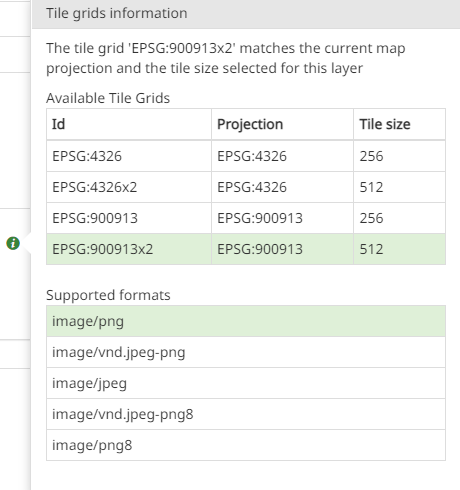 Tile grids information
The tile grid 'EPSG:900913x2' matches the current map
projection and the tile size selected for this layer
Available Tile Grids
Id Projection Tile size
EPSG:4326 EPSG:4326 256
EPSG:4326x2 EPSG:4326 512
EPSG:900913 EPSG:900913 256
EPSG:900913x2 EPSG:900913 512
Supported formats
image/png
image/vnd.jpeg-png
image/jpeg
image/vnd.jpeg-png8
image/png8